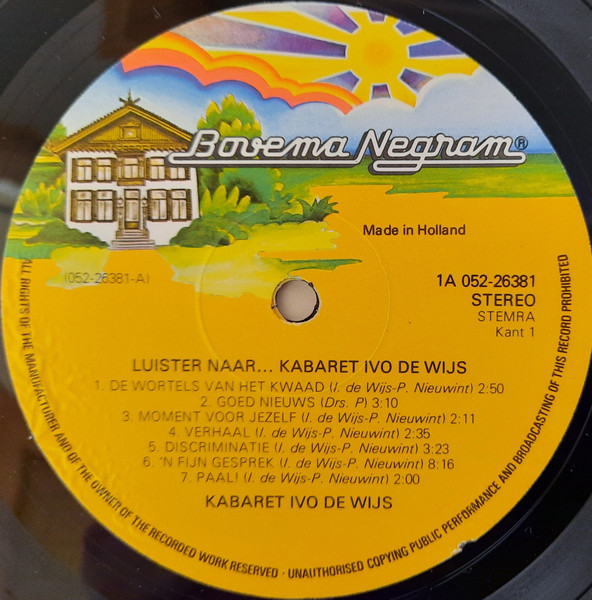 Bovema Negram®
Made in Holland
(052-26381-A)
1A 052-26381
STEREO
STEMRA
Kant 1
LUISTER NAAR... KABARET IVO DE WIJS
1. DE WORTELS VAN HET KWAAD (I. de Wijs-P. Nieuwint) 2:50
2. GOED NIEUWS (Drs. P) 3:10
3. MOMENT VOOR JEZELF (I. de Wijs-P. Nieuwint) 2:11
4. VERHAAL (I. de Wijs-P. Nieuwint) 2:35
5. DISCRIMINATIE (I. de Wijs-P. Nieuwint) 3:23
6. 'N FIJN GESPREK (I. de Wijs-P. Nieuwint) 8:16
7. PAAL! (I. de Wijs-P. Nieuwint) 2:00
KABARET IVO DE WIJS
ALL RIGHTS OF THE MANUFACTURER AND OF THE OWNER OF THE RECORDED WORK RESERVED · UNAUTHORISED COPYING PUBLIC PERFORMANCE AND BROADCASTING OF THIS RECORD PROHIBITED